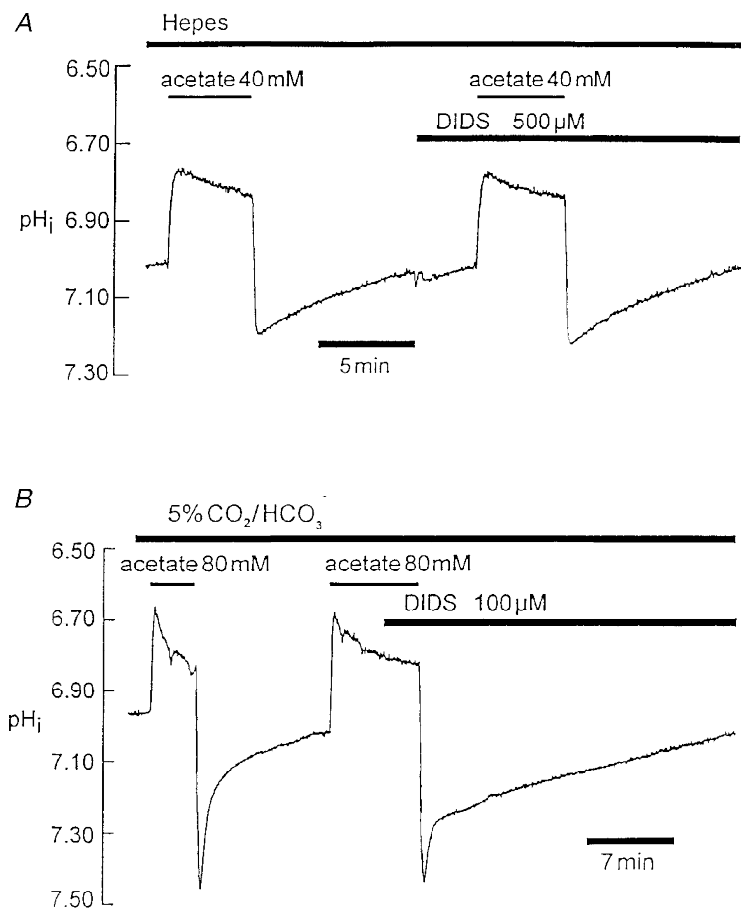 A
Hepes
6.50
acetate 40 mM
acetate 40 mM
6.70
DIDS 500 µM
6.90
pHi
7.10
7.30
5 min
B
5% CO2/HCO3-
6.50
acetate 80 mM
acetate 80 mM
6.70
DIDS 100 µM
6.90
pHi
7.10
7.30
7 min
7.50